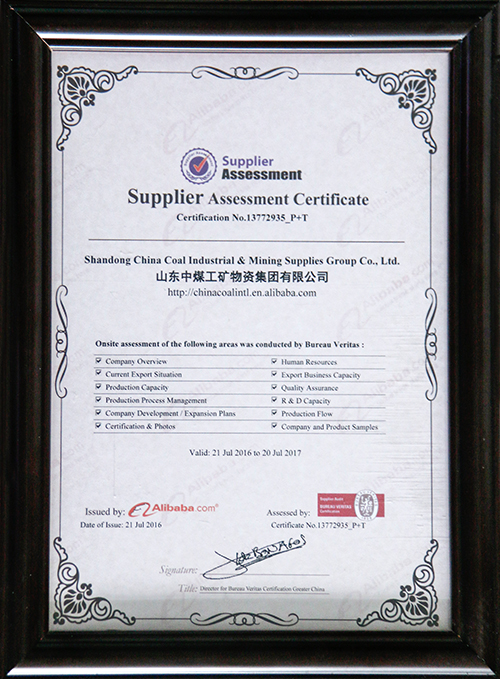 Supplier
Assessment
Supplier Assessment Certificate
Certification No.13772935_P+T
Shandong China Coal Industrial & Mining Supplies Group Co., Ltd.
山东中煤工矿物资集团有限公司
http://chinacoalintl.en.alibaba.com
Onsite assessment of the following areas was conducted by Bureau Veritas :
Company Overview Human Resources
Current Export Situation Export Business Capacity
Production Capacity Quality Assurance
Production Process Management R & D Capacity
Company Development / Expansion Plans Production Flow
Certification & Photos Company and Product Samples
Valid: 21 Jul 2016 to 20 Jul 2017
Issued by: Alibaba.com Assessed by: BUREAU VERITAS
Certification
Date of Issue: 21 Jul 2016 Certificate No.13772935_P+T
Signature:
Title: Director for Bureau Veritas Certification Greater China